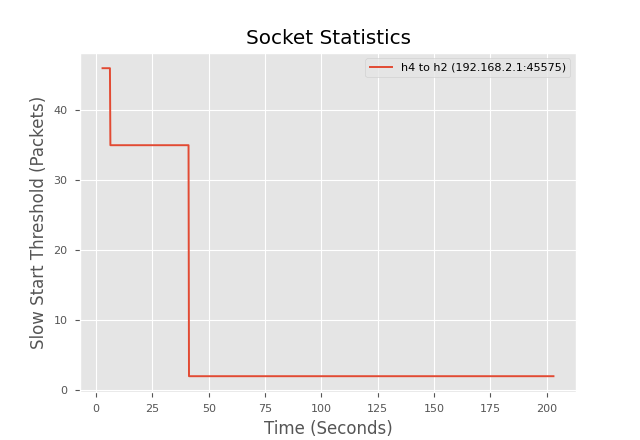 Socket Statistics
h4 to h2 (192.168.2.1:45575)
Slow Start Threshold (Packets)
40
30
20
10
0
0 25 50 75 100 125 150 175 200
Time (Seconds)